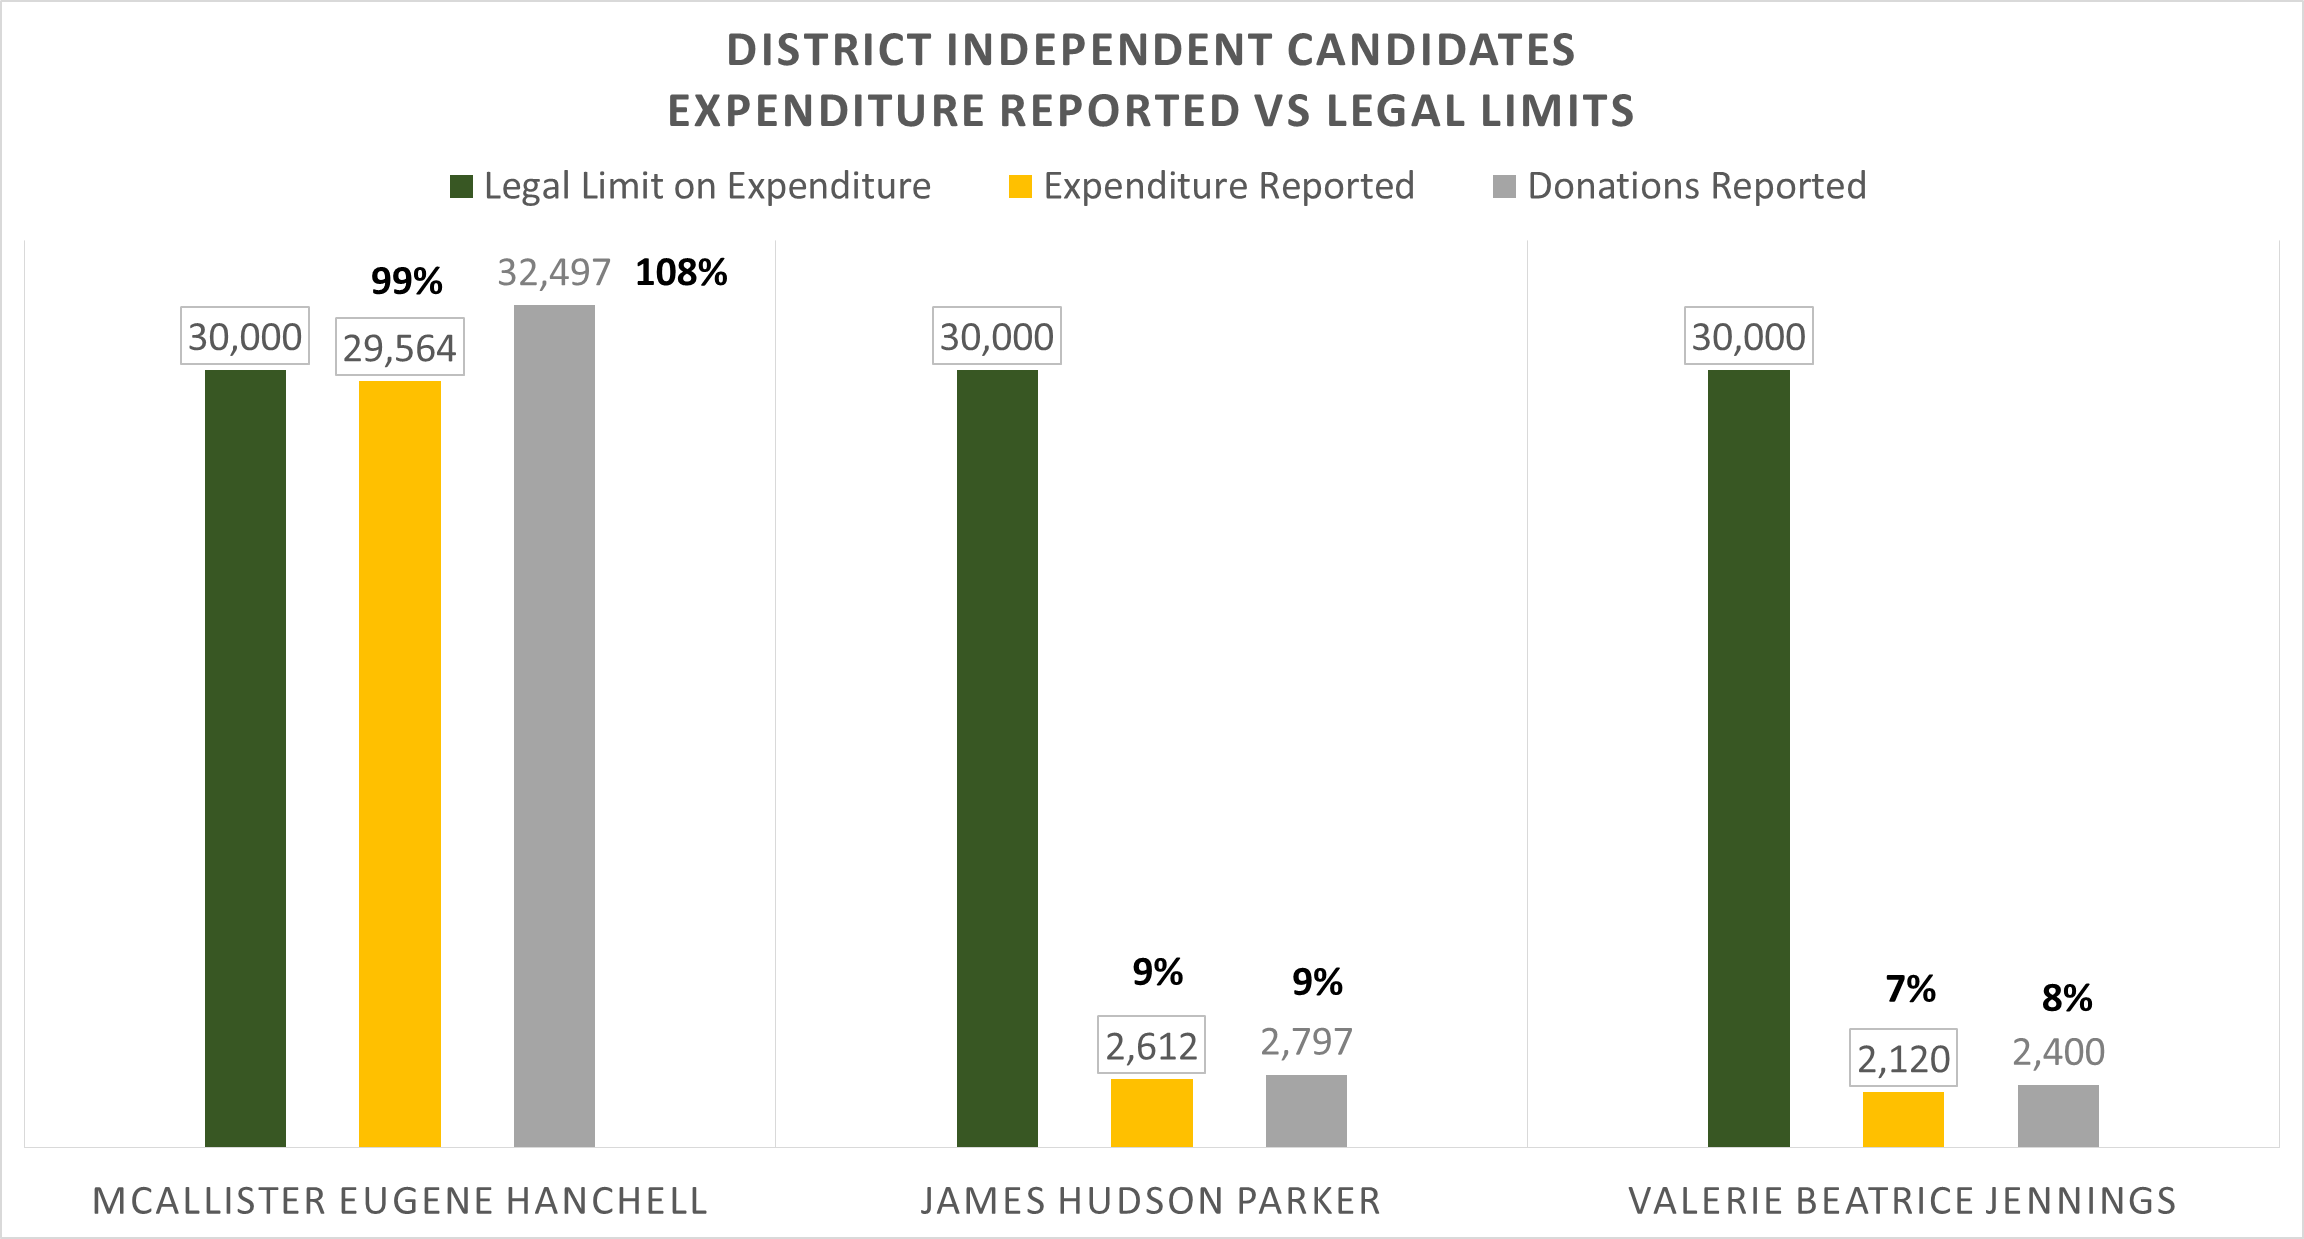 DISTRICT INDEPENDENT CANDIDATES
EXPENDITURE REPORTED VS LEGAL LIMITS
Legal Limit on Expenditure Expenditure Reported Donations Reported
99% 32,497 108%
30,000 29,564 30,000 30,000
9% 9% 7% 8%
2,612 2,797 2,120 2,400
MCALLISTER EUGENE HANCHELL JAMES HUDSON PARKER VALERIE BEATRICE JENNINGS